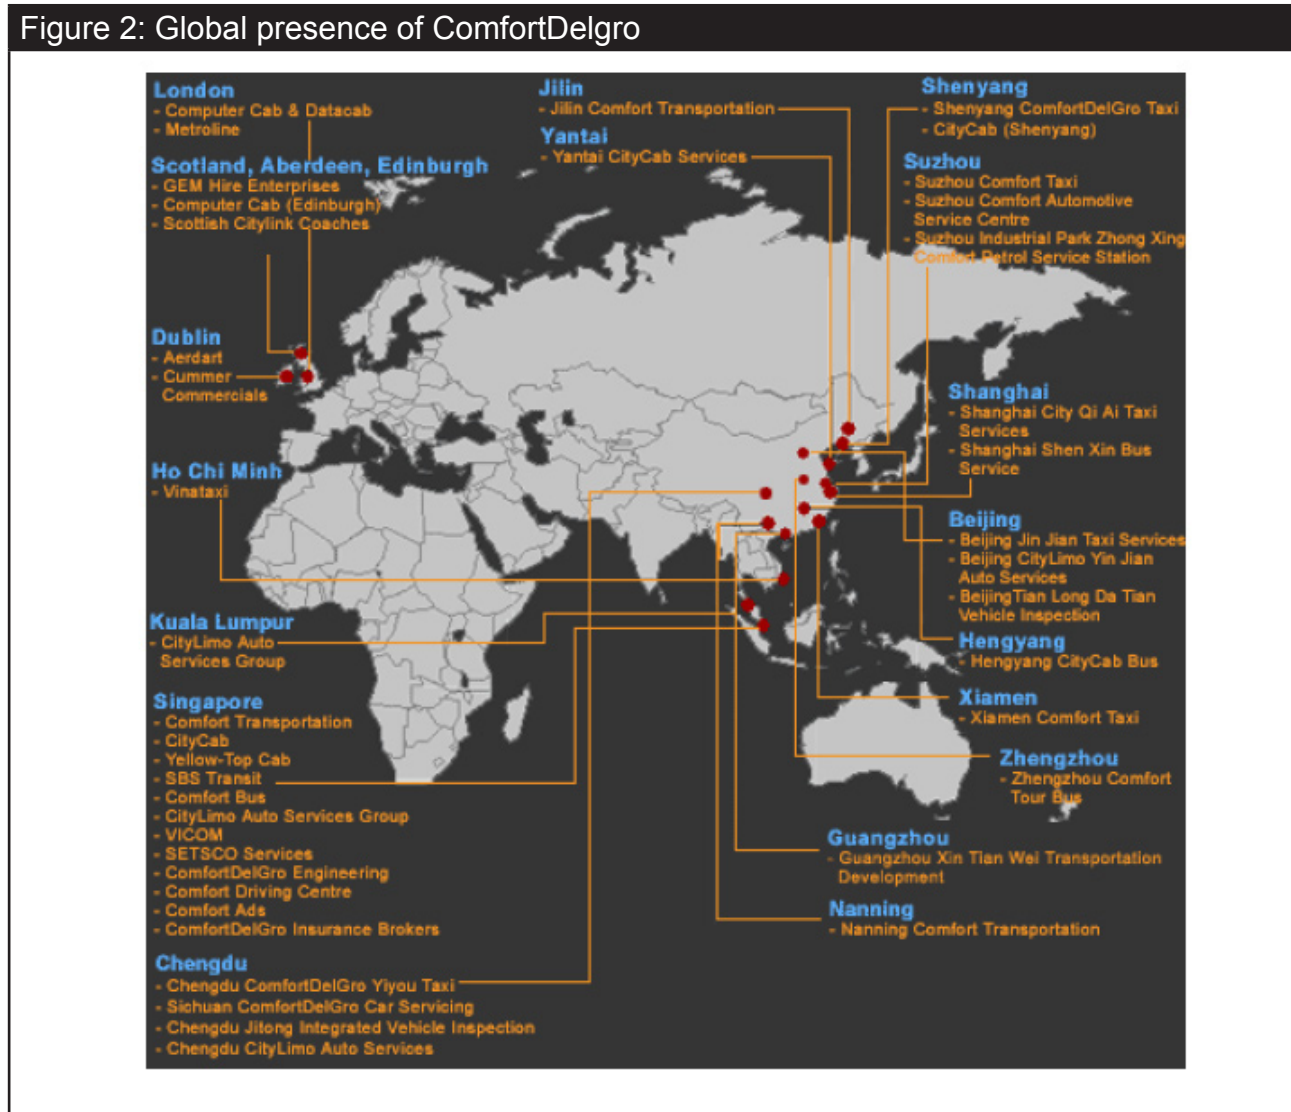 Figure 2: Global presence of ComfortDelgro
London
- Computer Cab & Datacab
- Metroline
Scotland, Aberdeen, Edinburgh
- GEM Hire Enterprises
- Computer Cab (Edinburgh)
- Scottish Citylink Coaches
Dublin
- Aerdart
- Cummer
Commercials
Ho Chi Minh
- Vinataxi
Kuala Lumpur
- CityLimo Auto
Services Group
Singapore
- Comfort Transportation
- CityCab
- Yellow-Top Cab
- SBS Transit
- Comfort Bus
- CityLimo Auto Services Group
- VICOM
- SETSCO Services
- ComfortDelGro Engineering
- Comfort Driving Centre
- Comfort Ads
- ComfortDelGro Insurance Brokers
Chengdu
- Chengdu ComfortDelGro Yiyou Taxi
- Sichuan ComfortDelGro Car Servicing
- Chengdu Jitong Integrated Vehicle Inspection
- Chengdu CityLimo Auto Services
Jilin
- Jilin Comfort Transportation
Yantai
- Yantai CityCab Services
Shenyang
- Shenyang ComfortDelGro Taxi
- CityCab (Shenyang)
Suzhou
- Suzhou Comfort Taxi
- Suzhou Comfort Automotive
Service Centre
- Suzhou Industrial Park Zhong Xing
Comfort Petrol Service Station
Shanghai
- Shanghai City Qi Ai Taxi
Services
- Shanghai Shen Xin Bus
Service
Beijing
- Beijing Jin Jian Taxi Services
- Beijing CityLimo Yin Jian
Auto Services
- BeijingTian Long Da Tian
Vehicle Inspection
Hengyang
- Hengyang CityCab Bus
Xiamen
- Xiamen Comfort Taxi
Zhengzhou
- Zhengzhou Comfort
Tour Bus
Guangzhou
- Guangzhou Xin Tian Wei Transportation
Development
Nanning
- Nanning Comfort Transportation